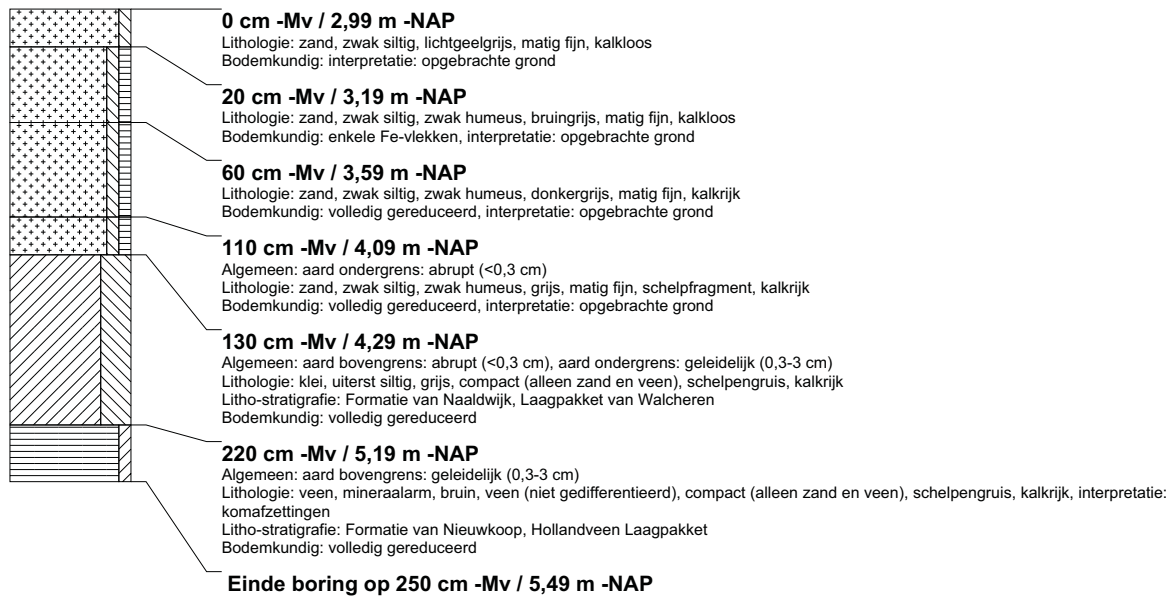 0 cm -Mv / 2,99 m -NAP
Lithologie: zand, zwak siltig, lichtgeelgrijs, matig fijn, kalkloos
Bodemkundig: interpretatie: opgebrachte grond
20 cm -Mv / 3,19 m -NAP
Lithologie: zand, zwak siltig, zwak humeus, bruingrijs, matig fijn, kalkloos
Bodemkundig: enkele Fe-vlekken, interpretatie: opgebrachte grond
60 cm -Mv / 3,59 m -NAP
Lithologie: zand, zwak siltig, zwak humeus, donkergrijs, matig fijn, kalkrijk
Bodemkundig: volledig gereduceerd, interpretatie: opgebrachte grond
110 cm -Mv / 4,09 m -NAP
Algemeen: aard ondergrens: abrupt (<0,3 cm)
Lithologie: zand, zwak siltig, zwak humeus, grijs, matig fijn, schelpfragment, kalkrijk
Bodemkundig: volledig gereduceerd, interpretatie: opgebrachte grond
130 cm -Mv / 4,29 m -NAP
Algemeen: aard bovengrens: abrupt (<0,3 cm), aard ondergrens: geleidelijk (0,3-3 cm)
Lithologie: klei, uiterst siltig, grijs, compact (alleen zand en veen), schelpengruis, kalkrijk
Litho-stratigrafie: Formatie van Naaldwijk, Laagpakket van Walcheren
Bodemkundig: volledig gereduceerd
220 cm -Mv / 5,19 m -NAP
Algemeen: aard bovengrens: geleidelijk (0,3-3 cm)
Lithologie: veen, mineraalarm, bruin, veen (niet gedifferentieerd), compact (alleen zand en veen), schelpengruis, kalkrijk, interpretatie:
komafzettingen
Litho-stratigrafie: Formatie van Nieuwkoop, Hollandveen Laagpakket
Bodemkundig: volledig gereduceerd
Einde boring op 250 cm -Mv / 5,49 m -NAP